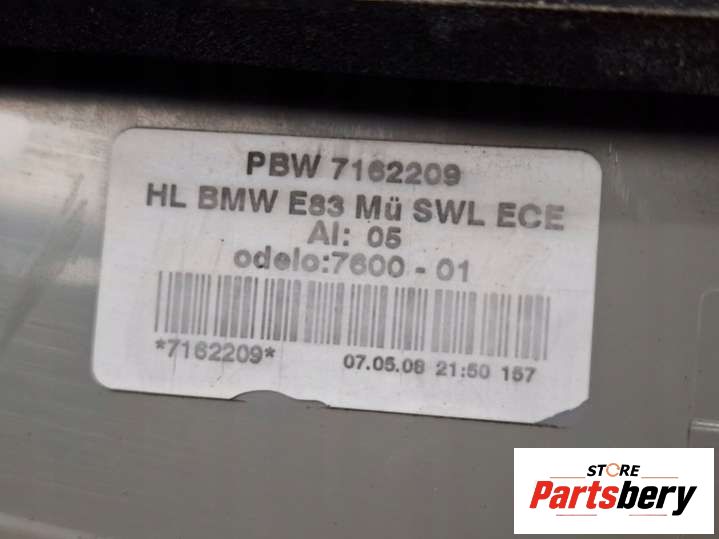 PBW 7162209
HL BMW E83 Mü SWL ECE
AI: 05
odelo:7600 - 01
*7162209*
07.05.08 21:50 157
STORE
Partsbery